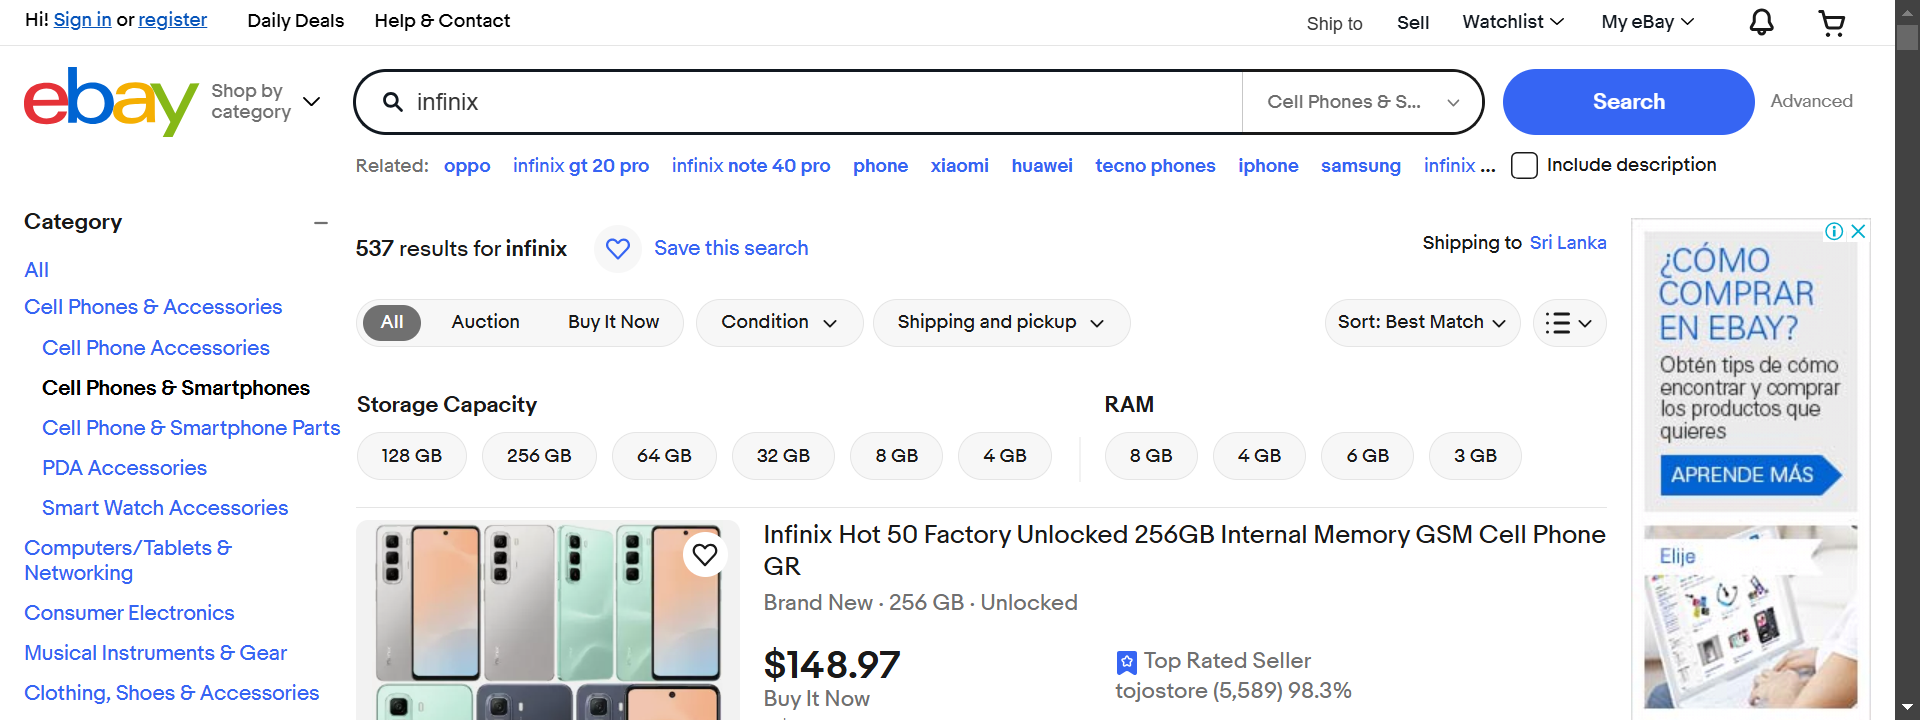 Hi! Sign in or register
Daily Deals
Help & Contact
Ship to
Sell
Watchlist
My eBay
ebay
Shop by category
infinix
Cell Phones & S...
Search
Advanced
Related: oppo infinix gt 20 pro infinix note 40 pro phone xiaomi huawei tecno phones iphone samsung infinix ...
Include description
Category
All
Cell Phones & Accessories
Cell Phone Accessories
Cell Phones & Smartphones
Cell Phone & Smartphone Parts
PDA Accessories
Smart Watch Accessories
Computers/Tablets &
Networking
Consumer Electronics
Musical Instruments & Gear
Clothing, Shoes & Accessories
537 results for infinix
Save this search
Shipping to Sri Lanka
All
Auction
Buy It Now
Condition
Shipping and pickup
Sort: Best Match
Storage Capacity
128 GB
256 GB
64 GB
32 GB
8 GB
4 GB
RAM
8 GB
4 GB
6 GB
3 GB
Infinix Hot 50 Factory Unlocked 256GB Internal Memory GSM Cell Phone
GR
Brand New · 256 GB · Unlocked
$148.97
Buy It Now
Top Rated Seller
tojostore (5,589) 98.3%
¿CÓMO
COMPRAR
EN EBAY?
Obtén tips de cómo
encontrar y comprar
los productos que
quieres
APRENDE MÁS
Elije